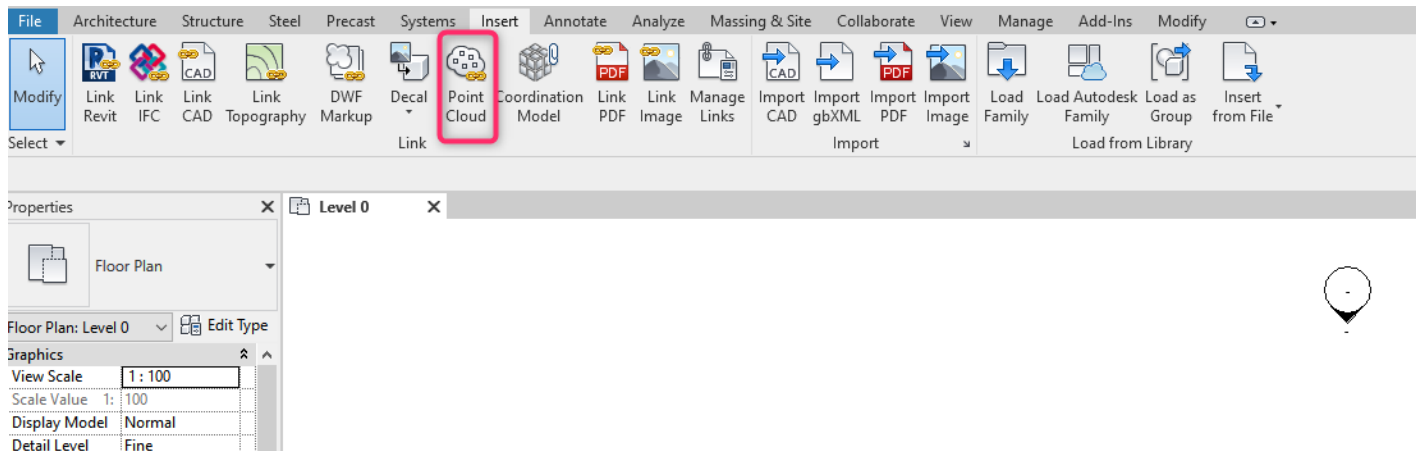 File Architecture Structure Steel Precast Systems Insert Annotate Analyze Massing & Site Collaborate View Manage Add-Ins Modify
RVT CAD PDF CAD PDF
Modify Link Link Link Link DWF Decal Point Coordination Link Link Manage Import Import Import Import Load Load Autodesk Load as Insert
Revit IFC CAD Topography Markup Cloud Model PDF Image Links CAD gbXML PDF Image Family Family Group from File
Select Link Import Load from Library
Properties Level 0
Floor Plan
Floor Plan: Level 0 Edit Type
Graphics
View Scale 1 : 100
Scale Value 1: 100
Display Model Normal
Detail Level Fine